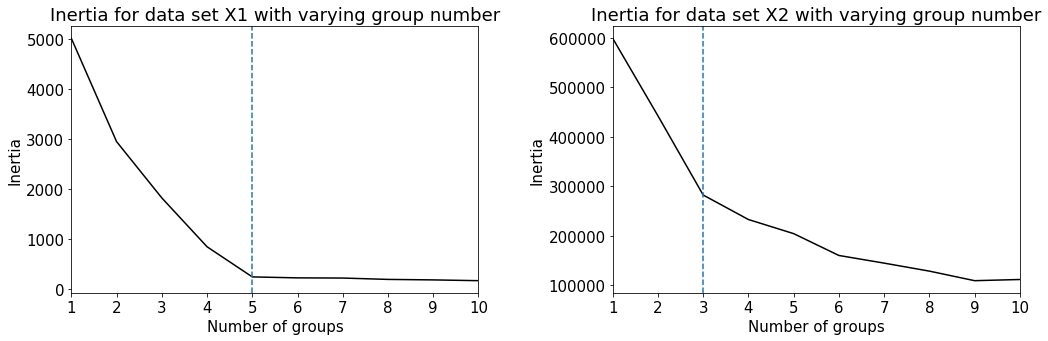 Inertia for data set X1 with varying group number
5000
4000
3000
2000
1000
0
Inertia
1 2 3 4 5 6 7 8 9 10
Number of groups
Inertia for data set X2 with varying group number
600000
500000
400000
300000
200000
100000
Inertia
1 2 3 4 5 6 7 8 9 10
Number of groups